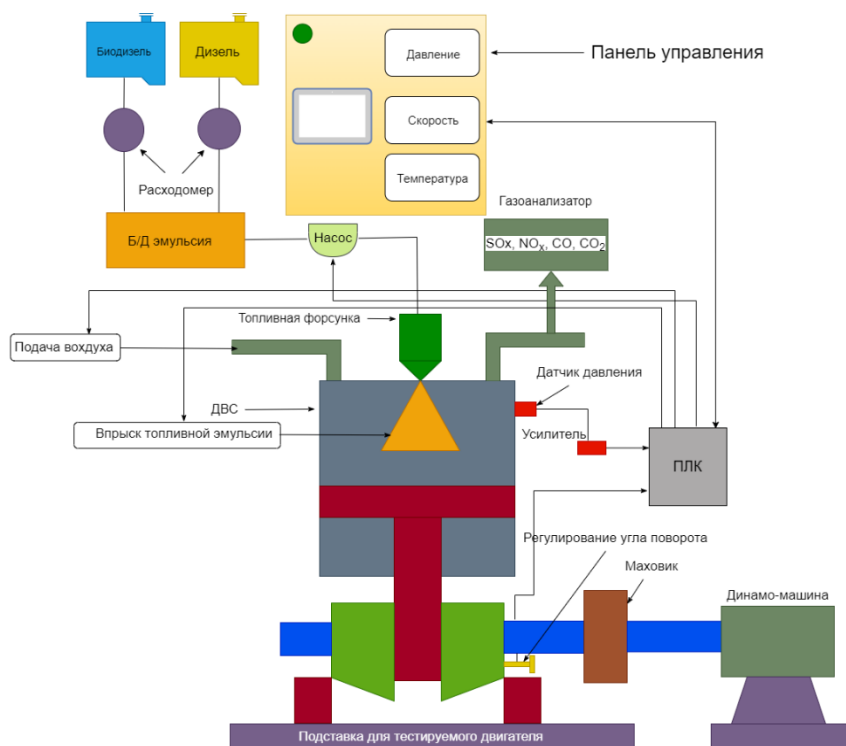 Биодизель
Дизель
Давление
Панель управления
Скорость
Температура
Расходомер
Газоанализатор
Б/Д эмульсия
Насос
SOx, NOx, CO, CO2
Топливная форсунка
Подача вохдуха
Датчик давления
ДВС
Впрыск топливной эмульсии
Усилитель
ПЛК
Регулирование угла поворота
Маховик
Динамо-машина
Подставка для тестируемого двигателя